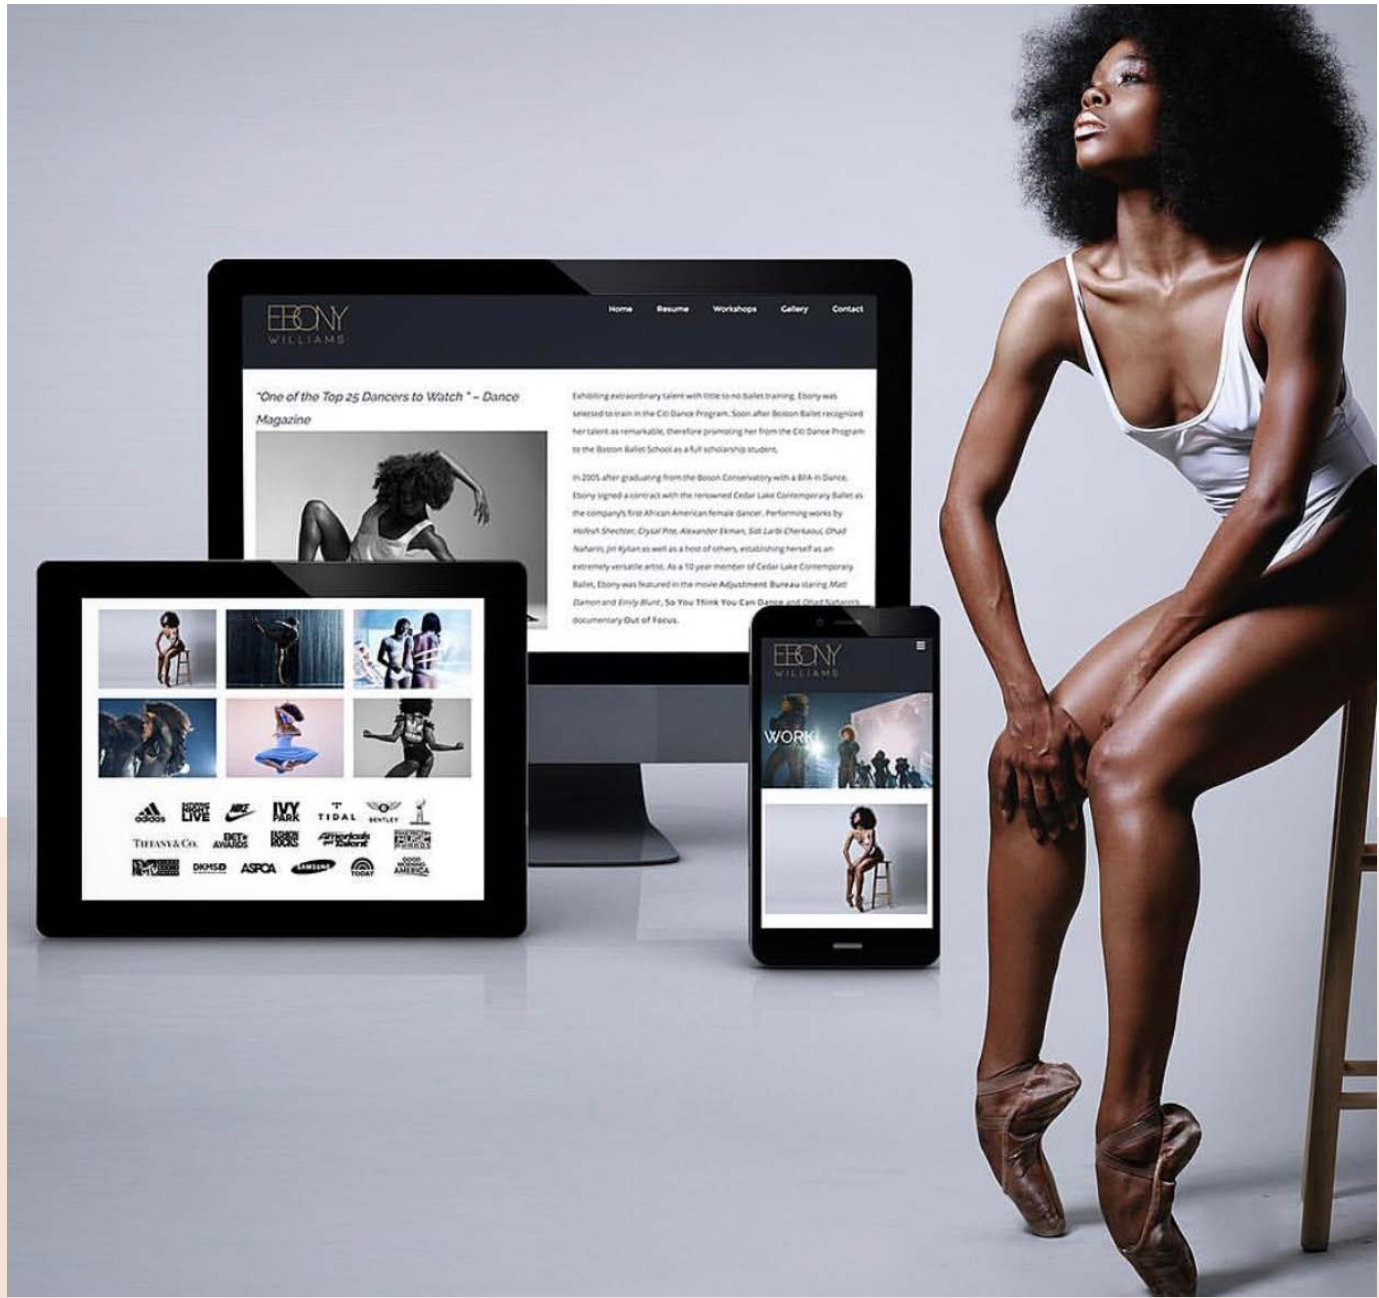 EBONY
WILLIAMS
Home Resume Workshops Gallery Contact
"One of the Top 25 Dancers to Watch " – Dance
Magazine
Exhibiting extraordinary talent with little to no ballet training, Ebony was
selected to train in the Citi Dance Program. Soon after Boston Ballet recognized
her talent as remarkable, therefore promoting her from the Citi Dance Program
to the Boston Ballet School as a full scholarship student.
In 2005 after graduating from the Boson Conservatory with a BFA in Dance,
Ebony signed a contract with the renowned Cedar Lake Contemporary Ballet as
the company's first African American female dancer. Performing works by
Hofesh Shechter, Crysal Pite, Alexander Ekman, Sidi Larbi Cherkaoui, Ohad
Naharin, Jiri Kylian as well as a host of others, establishing herself as an
extremely versatile artist. As a 10 year member of Cedar Lake Contemporary
Ballet, Ebony was featured in the movie Adjustment Bureau staring Matt
Damon and Emily Blunt, So You Think You Can Dance and Ohad Naharin's
documentary Out of Focus.
adidas
NIGHT
LIVE
NIKE
IVY
PARK
TIDAL
BENTLEY
TIFFANY & CO.
BET
AWARDS
FASHION
ROCKS
America's
got Talent
AWARDS
MTV
DKMS
ASPCA
SAMSUNG
TODAY
GOOD
MORNING
AMERICA
EBONY
WILLIAMS
WORK